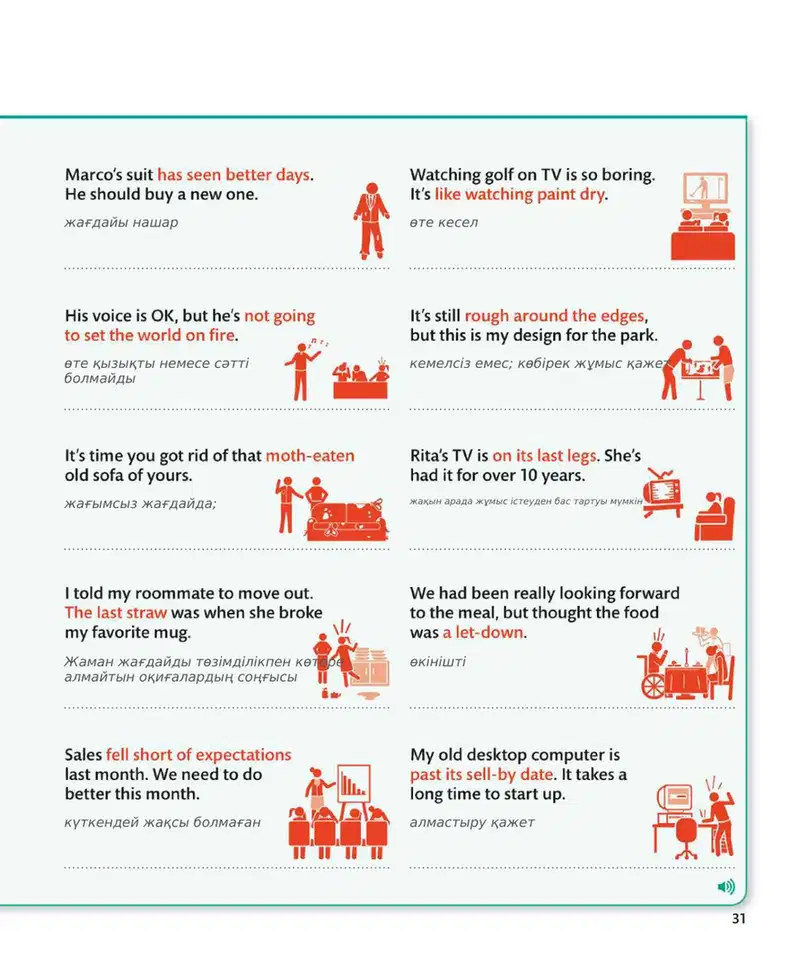 Marco's suit has seen better days.
He should buy a new one.
жағдайы нашар
Watching golf on TV is so boring.
It's like watching paint dry.
өте кесел
His voice is OK, but he's not going
to set the world on fire.
өте қызықты немесе сәтті
болмайды
It's still rough around the edges,
but this is my design for the park.
кемелсіз емес; көбірек жұмыс қажет
It's time you got rid of that moth-eaten
old sofa of yours.
жағымсыз жағдайда;
Rita's TV is on its last legs. She's
had it for over 10 years.
жақын арада жұмыс істеуден бас тартуы мүмкін
I told my roommate to move out.
The last straw was when she broke
my favorite mug.
Жаман жағдайды төзімділікпен көтере
алмайтын оқиғалардың соңғысы
We had been really looking forward
to the meal, but thought the food
was a let-down.
өкінішті
Sales fell short of expectations
last month. We need to do
better this month.
күткендей жақсы болмаған
My old desktop computer is
past its sell-by date. It takes a
long time to start up.
алмастыру қажет
31